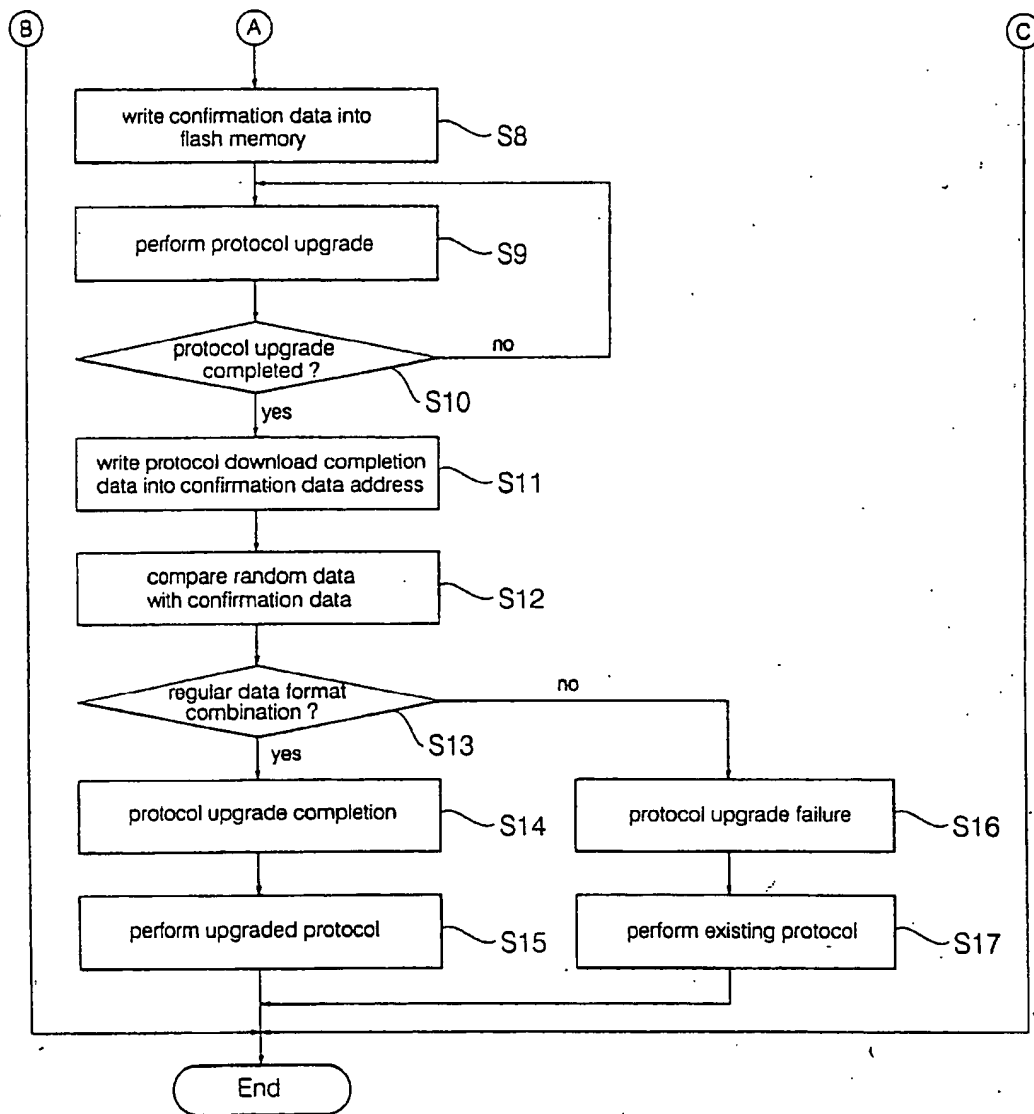 B
A
C
write confirmation data into
flash memory
S8
perform protocol upgrade
S9
protocol upgrade
completed ?
no
S10
yes
write protocol download completion
data into confirmation data address
S11
compare random data
with confirmation data
S12
regular data format
combination ?
no
S13
yes
protocol upgrade completion
S14
protocol upgrade failure
S16
perform upgraded protocol
S15
perform existing protocol
S17
End